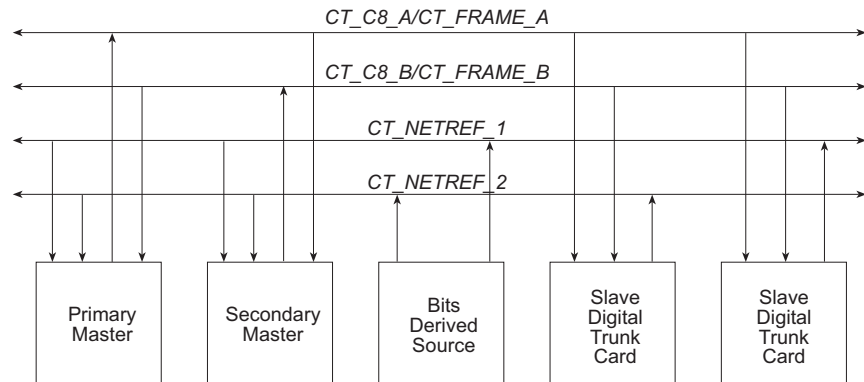 CT_C8_A/CT_FRAME_A
CT_C8_B/CT_FRAME_B
CT_NETREF_1
CT_NETREF_2
Primary
Master
Secondary
Master
Bits
Derived
Source
Slave
Digital
Trunk
Card
Slave
Digital
Trunk
Card